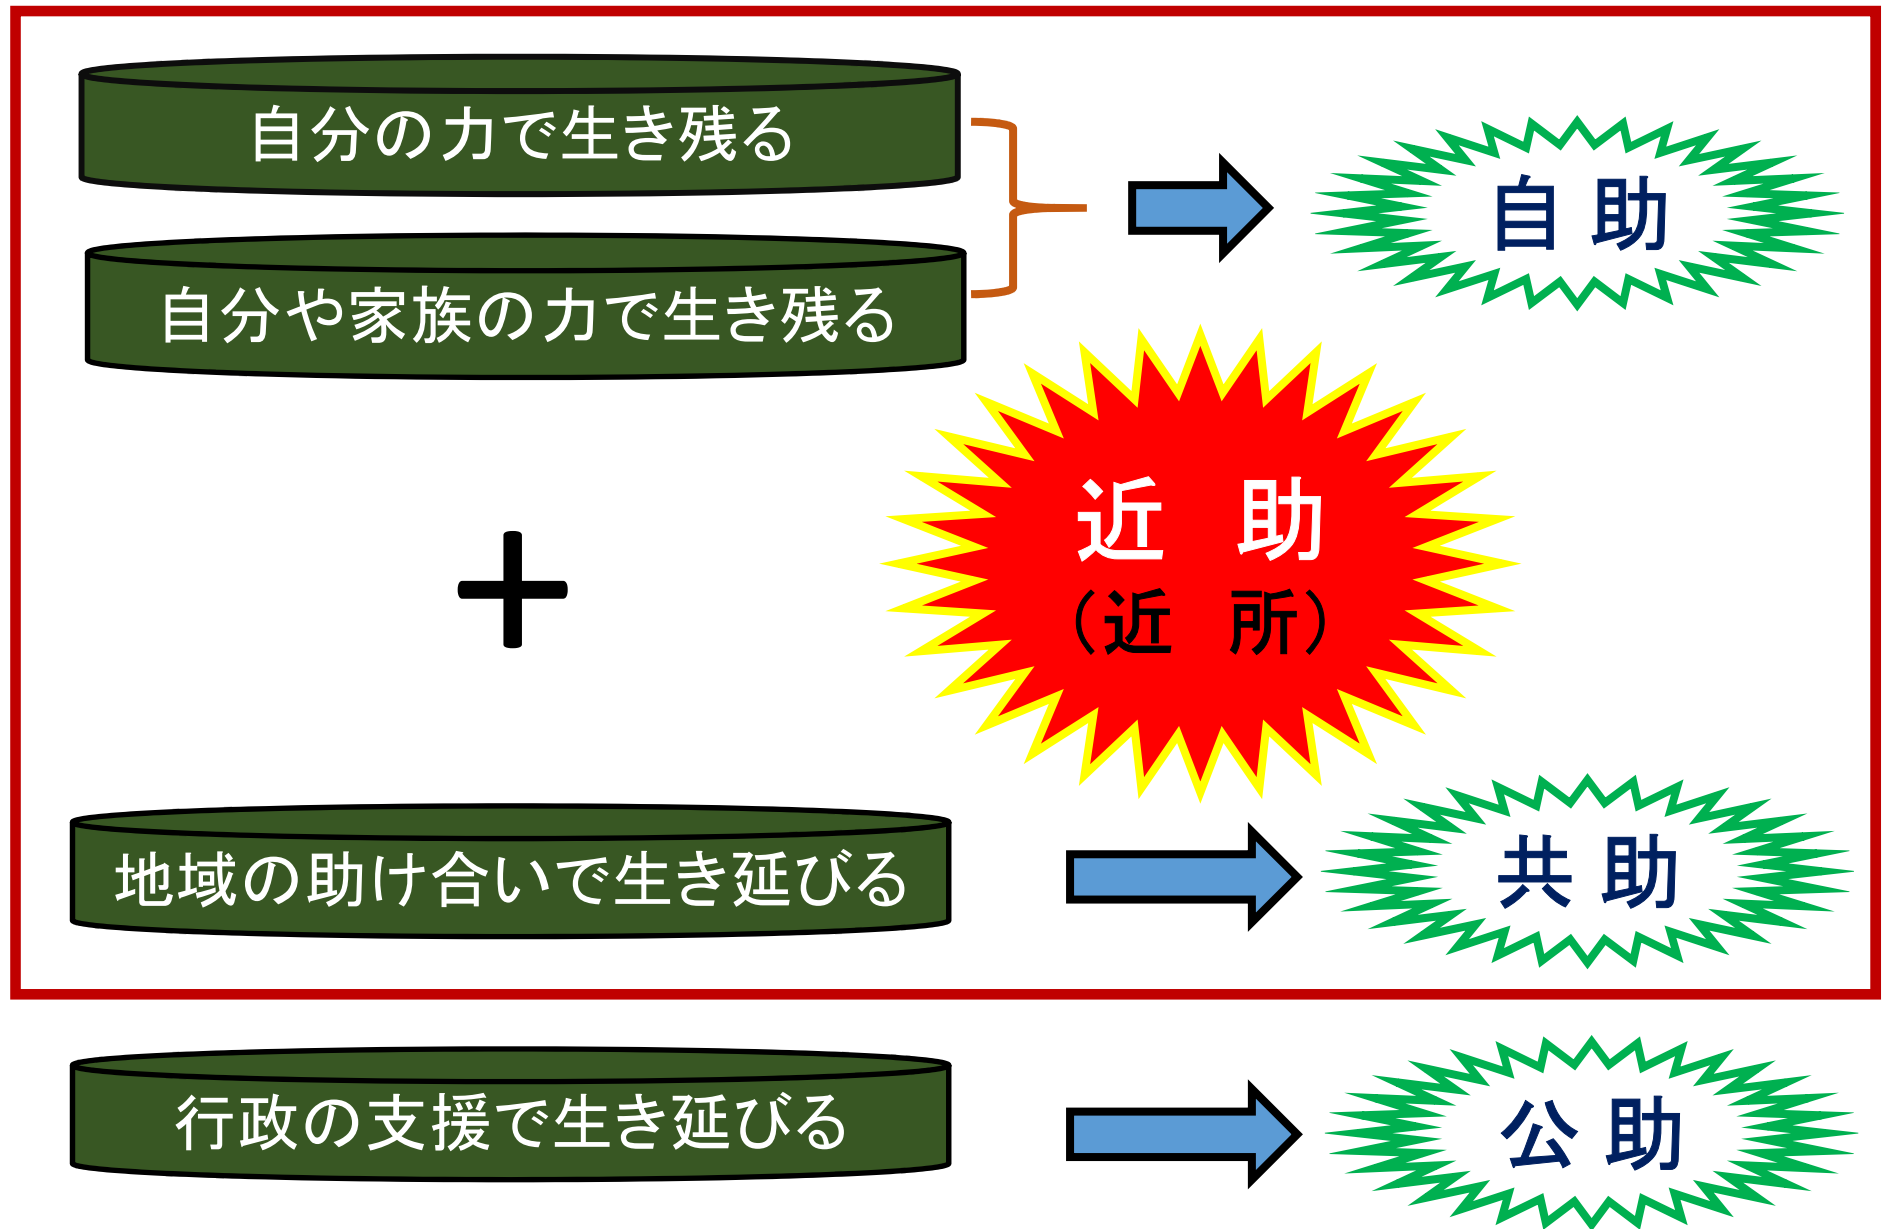 自分の力で生き残る
自助
自分や家族の力で生き残る
＋
近　助
（近　所）
地域の助け合いで生き延びる
共助
行政の支援で生き延びる
公助